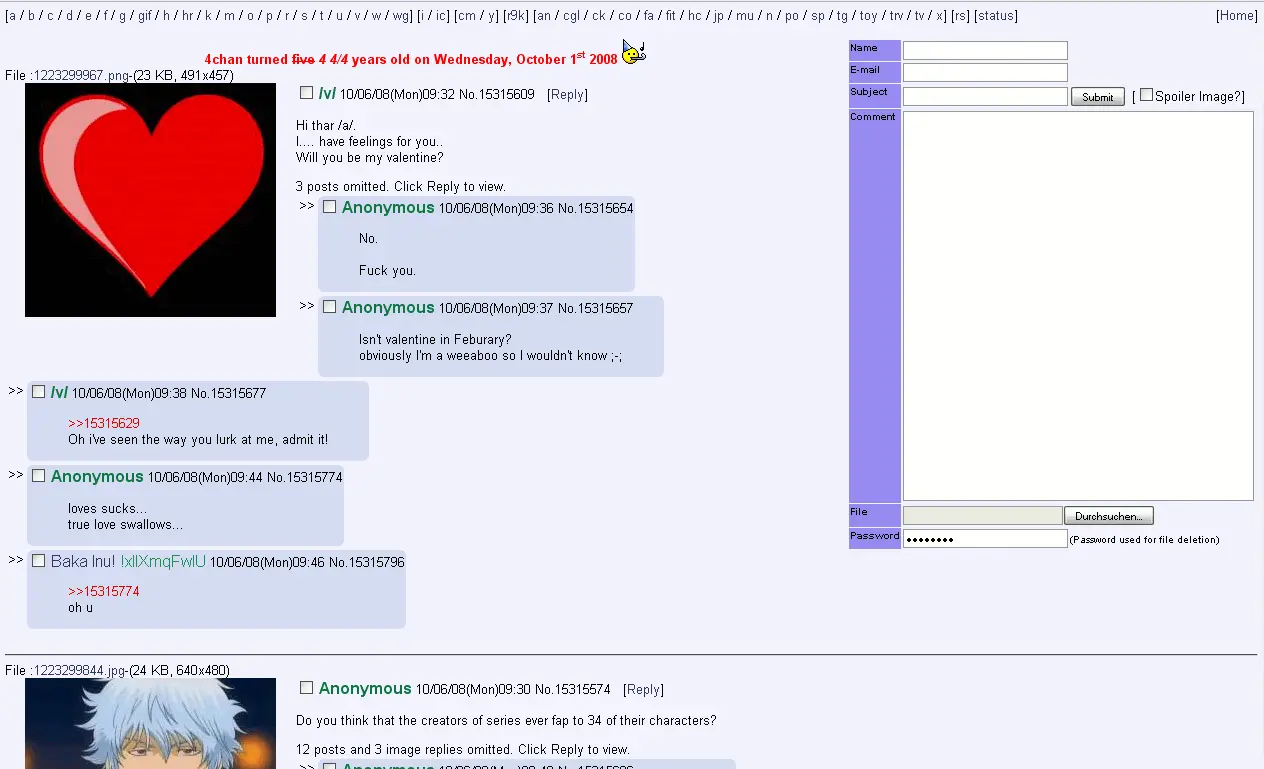 [a / b / c / d / e / f / g / gif / h / hr / k / m / o / p / r / s / t / u / v / w / wg] [i / ic] [cm / y] [r9k] [an / cgl / ck / co / fa / fit / hc / jp / mu / n / po / sp / tg / toy / trv / tv / x] [rs] [status] [Home]
4chan turned five 4 4/4 years old on Wednesday, October 1st 2008
File :1223299967.png-(23 KB, 491x457)
/v/ 10/06/08(Mon)09:32 No.15315609 [Reply]
Hi thar /a/.
I.... have feelings for you..
Will you be my valentine?
3 posts omitted. Click Reply to view.
>> Anonymous 10/06/08(Mon)09:36 No.15315654
No.
Fuck you.
>> Anonymous 10/06/08(Mon)09:37 No.15315657
Isn't valentine in Feburary?
obviously I'm a weeaboo so I wouldn't know ;-;
>> /v/ 10/06/08(Mon)09:38 No.15315677
>>15315629
Oh i've seen the way you lurk at me, admit it!
>> Anonymous 10/06/08(Mon)09:44 No.15315774
loves sucks...
true love swallows...
>> Baka Inu! 10/06/08(Mon)09:46 No.15315796
>>15315774
oh u
File :1223299844.jpg-(24 KB, 640x480)
Anonymous 10/06/08(Mon)09:30 No.15315574 [Reply]
Do you think that the creators of series ever fap to 34 of their characters?
12 posts and 3 image replies omitted. Click Reply to view.
>> Anonymous
Name
E-mail
Subject Submit [ Spoiler Image?]
Comment
File Durchsuchen...
Password ●●●●●●●● (Password used for file deletion)